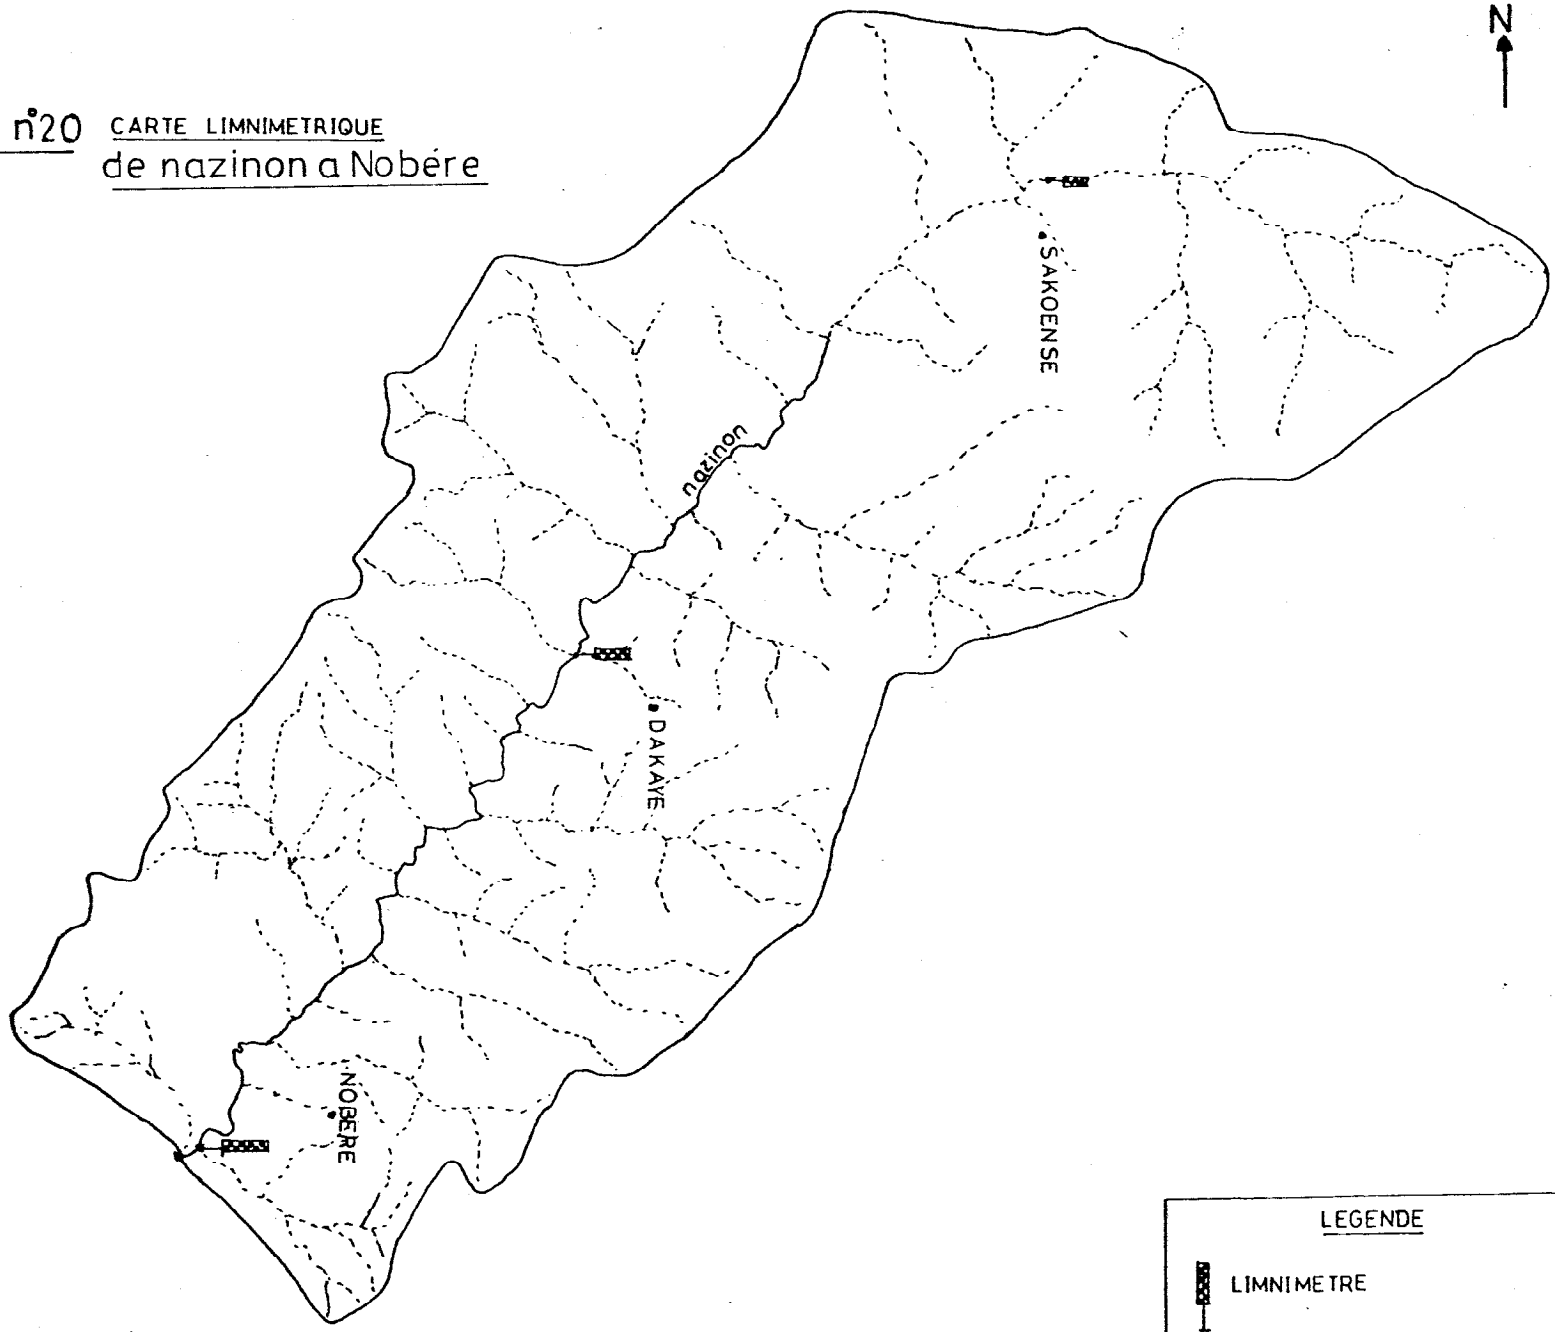 N
n°20 CARTE LIMNIMETRIQUE
de nazinon a Nobére
SAKOENSE
nazinon
DAKAYE
NOBERE
LEGENDE
LIMNIMETRE